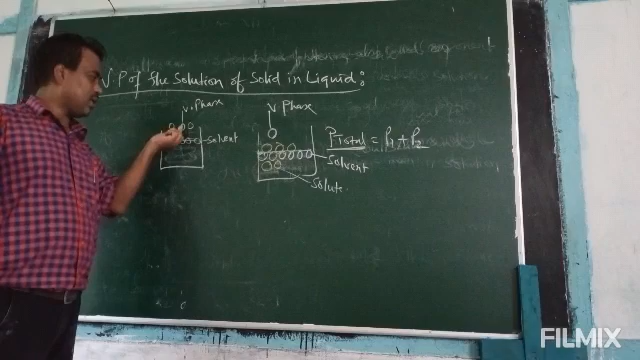 V.P of the Solution of Solid in Liquid:
V. Phase
V Phase
Solvent
P Total = P1 + P2
Solvent
Solute
FILMIX